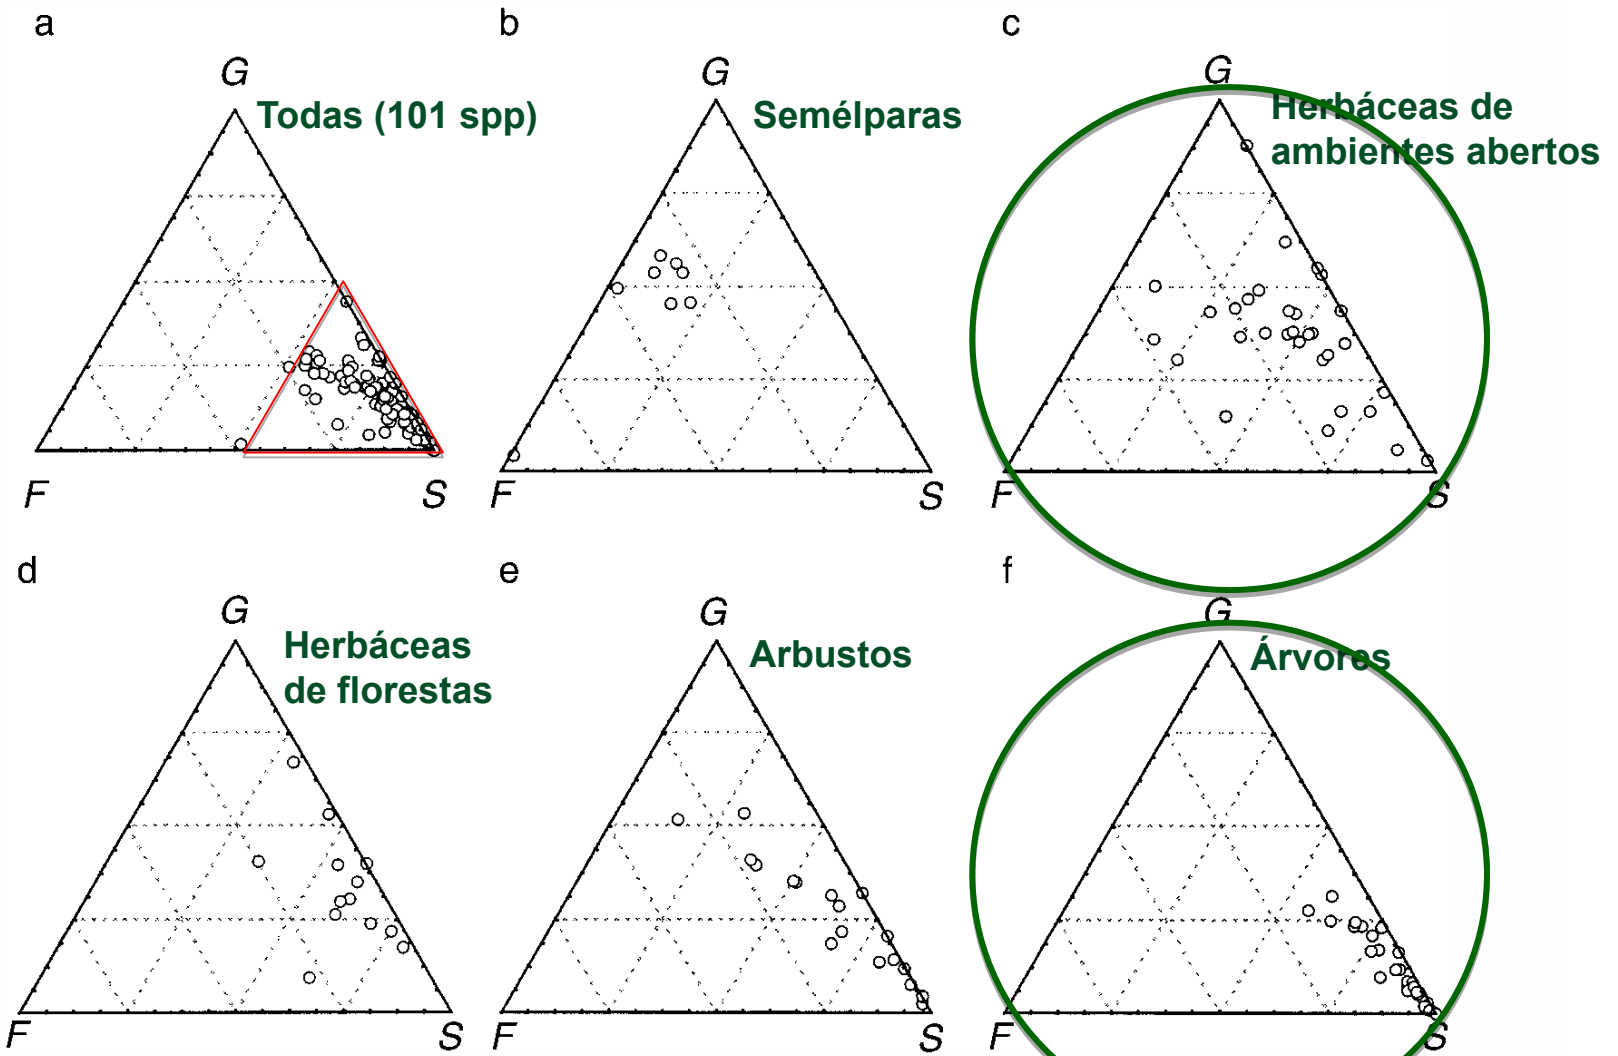 a
G
Todas (101 spp)
F
S
b
G
Semélparas
F
S
c
G
Herbáceas de
ambientes abertos
F
S
d
G
Herbáceas
de florestas
F
S
e
G
Arbustos
F
S
f
G
Árvores
F
S